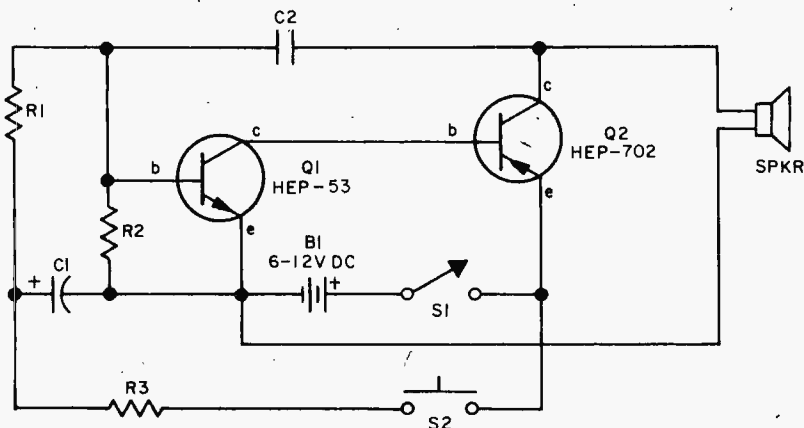 C2
R1
c
c
b
Q2
HEP-702
SPKR
b
Q1
HEP-53
e
e
R2
B1
6-12V DC
C1
+
+
S1
R3
S2